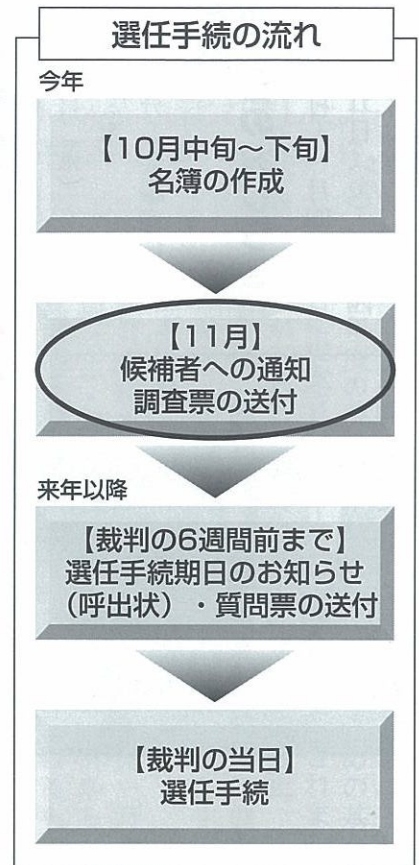 選任手続の流れ
今年
【10月中旬~下旬】
名簿の作成
【11月】
候補者への通知
調査票の送付
来年以降
【裁判の6週間前まで】
選任手続期日のお知らせ
(呼出状)・質問票の送付
【裁判の当日】
選任手続